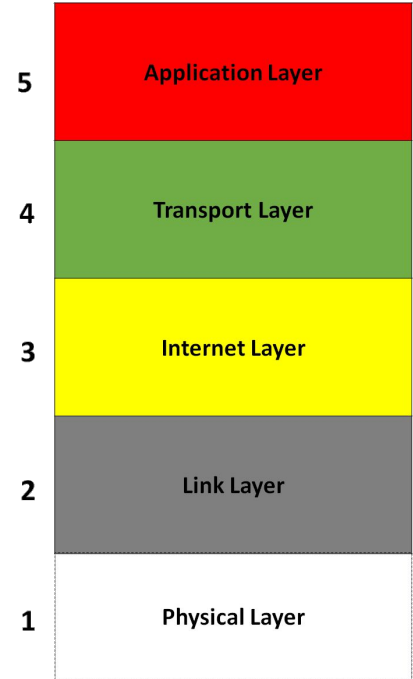 5 Application Layer
4 Transport Layer
3 Internet Layer
2 Link Layer
1 Physical Layer